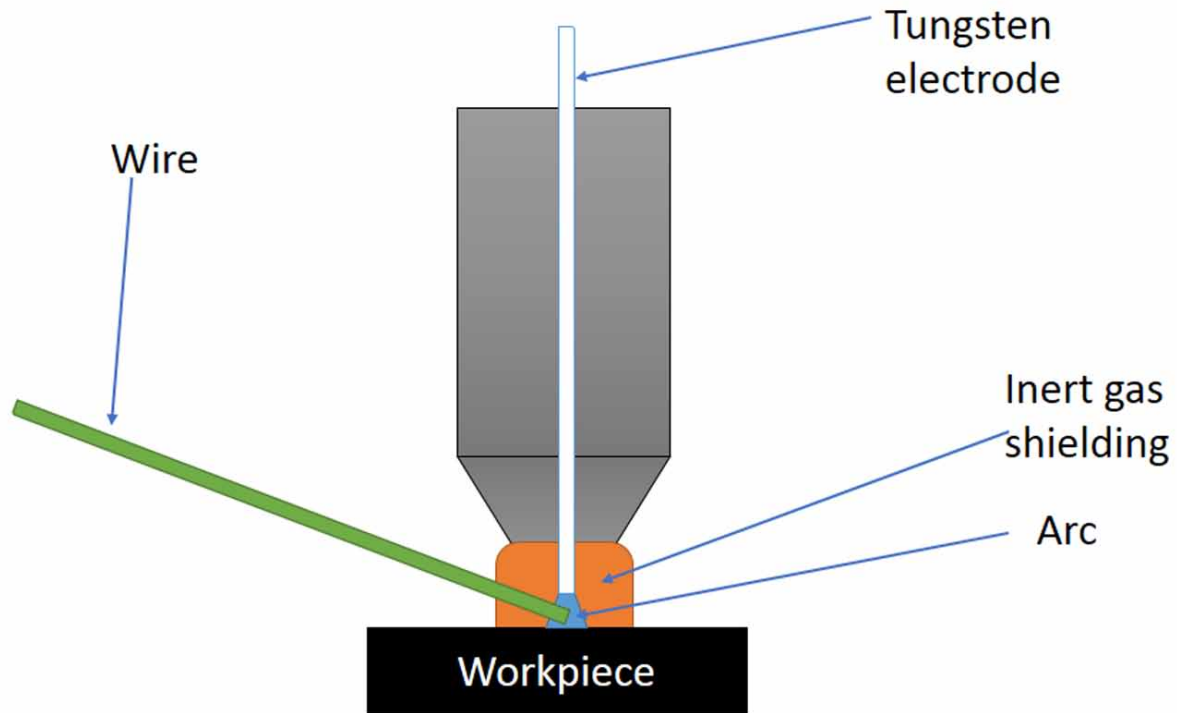 Tungsten
electrode
Wire
Inert gas
shielding
Arc
Workpiece